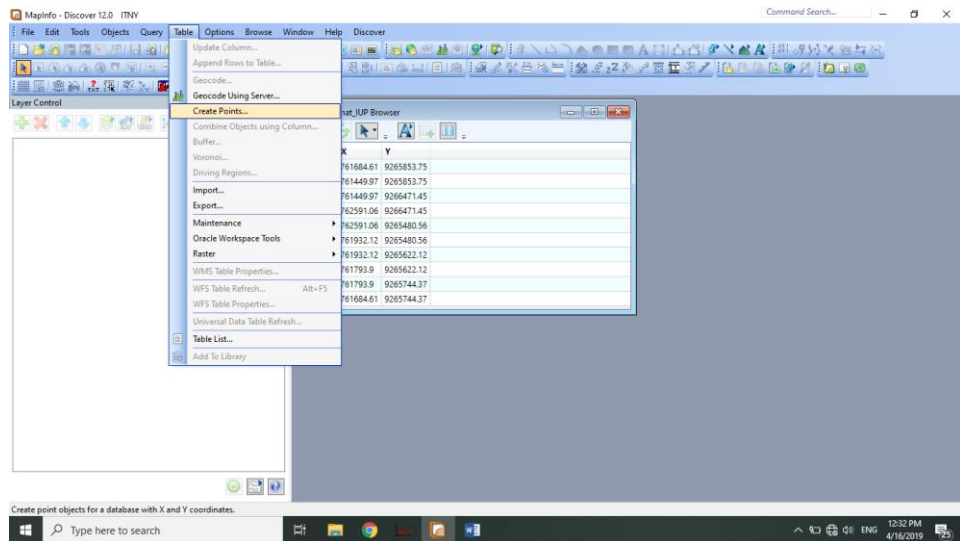 MapInfo - Discover 12.0 ITNY
Command Search...
File Edit Tools Objects Query Table Options Browse Window Help Discover
Layer Control
Update Column...
Append Rows to Table...
Geocode...
Geocode Using Server...
Create Points...
Combine Objects using Column...
Buffer...
Voronoi...
Driving Regions...
Import...
Export...
Maintenance
Oracle Workspace Tools
Raster
WMS Table Properties...
WFS Table Refresh... Alt+F5
WFS Table Properties...
Universal Data Table Refresh...
Table List...
Add To Library
nat_IUP Browser
X Y
761684.61 9265853.75
761449.97 9265853.75
761449.97 9266471.45
762591.06 9266471.45
762591.06 9265480.56
761932.12 9265480.56
761932.12 9265622.12
761793.9 9265622.12
761793.9 9265744.37
761684.61 9265744.37
Create point objects for a database with X and Y coordinates.
Type here to search
ENG
12:32 PM
4/16/2019
25